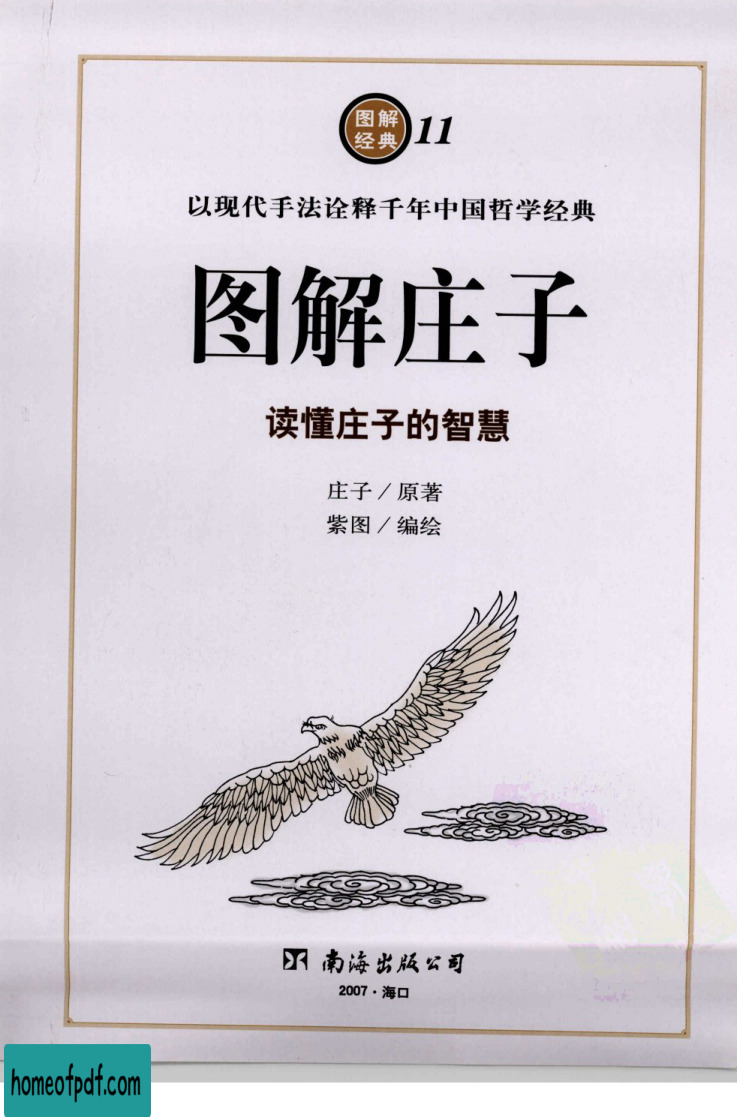 图解
经典
11
以现代手法诠释千年中国哲学经典
图解庄子
读懂庄子的智慧
庄子／原著
紫图／编绘
南海出版公司
2007·海口
homeofpdf.com